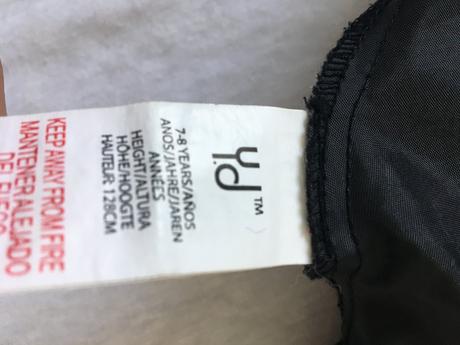 Y.d™
7-8 YEARS/AÑOS
ANOS/JAHRE/JAREN
ANNÉES
HEIGHT/ALTURA
HÖHE/HOOGTE
HAUTEUR: 128CM
KEEP AWAY FROM FIRE
MANTENER ALEJADO
DEL FUEGO